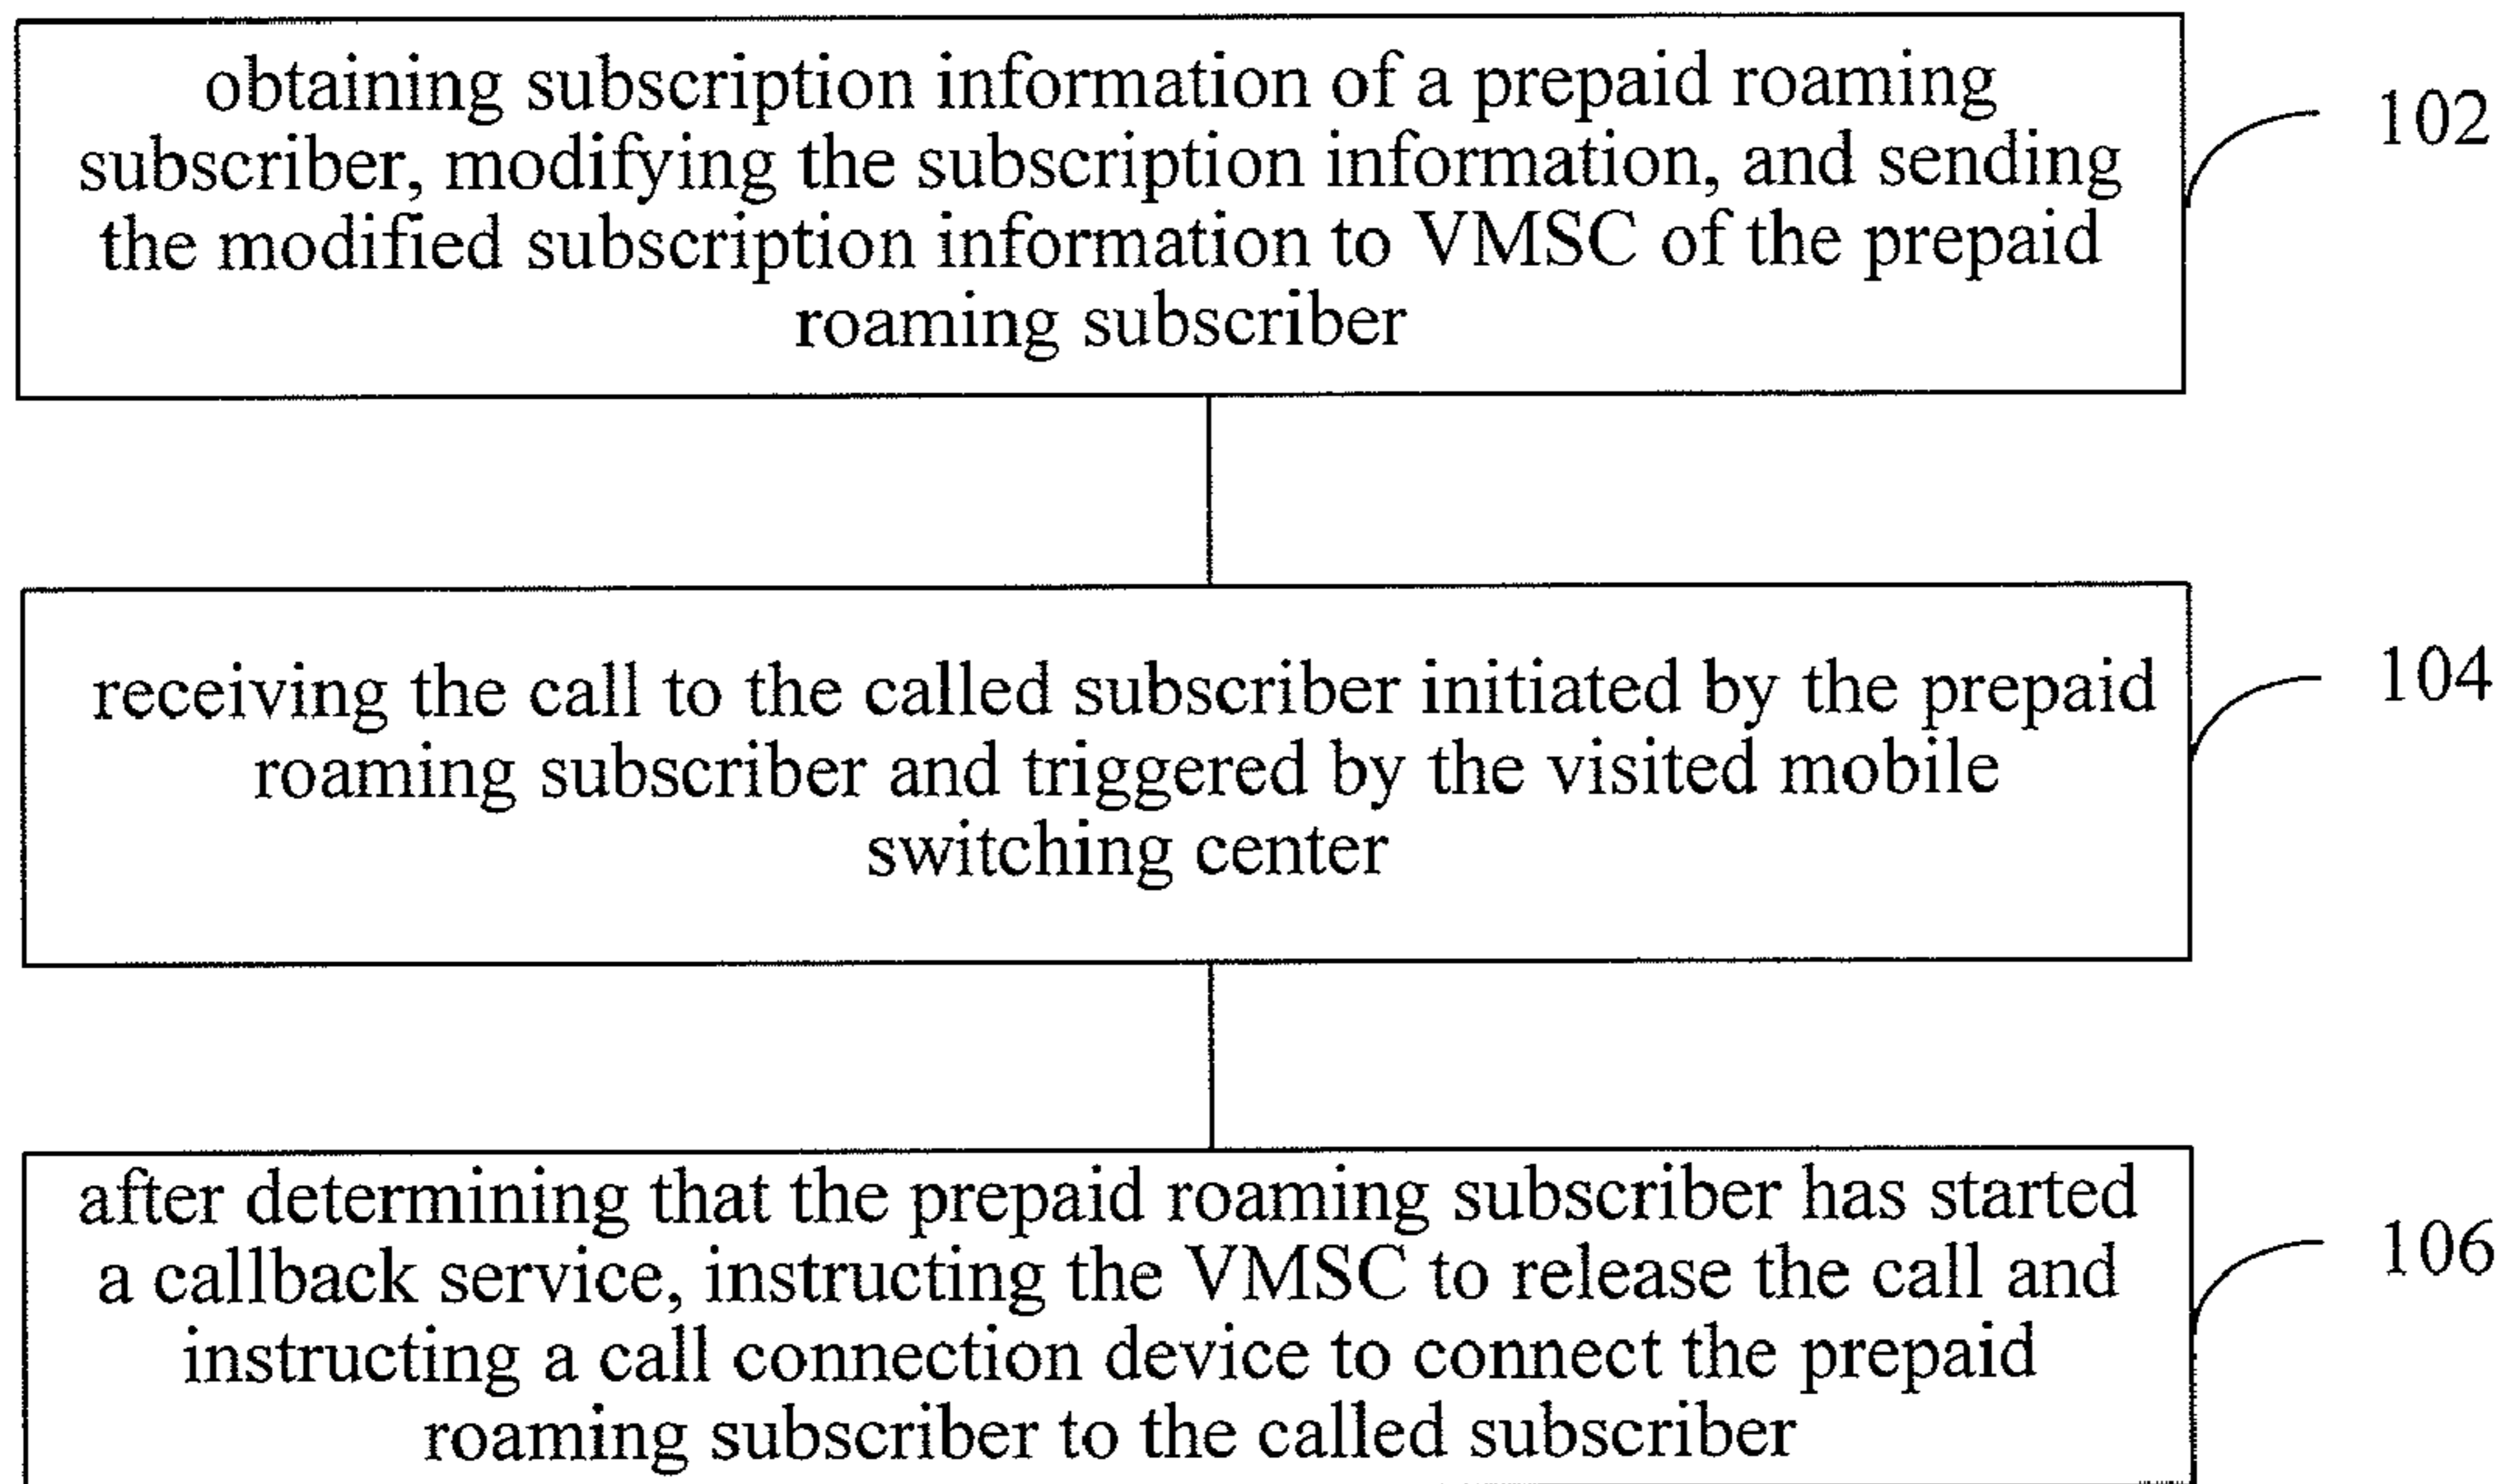 obtaining subscription information of a prepaid roaming
subscriber, modifying the subscription information, and sending
the modified subscription information to VMSC of the prepaid
roaming subscriber
102
receiving the call to the called subscriber initiated by the prepaid
roaming subscriber and triggered by the visited mobile
switching center
104
after determining that the prepaid roaming subscriber has started
a callback service, instructing the VMSC to release the call and
instructing a call connection device to connect the prepaid
roaming subscriber to the called subscriber
106